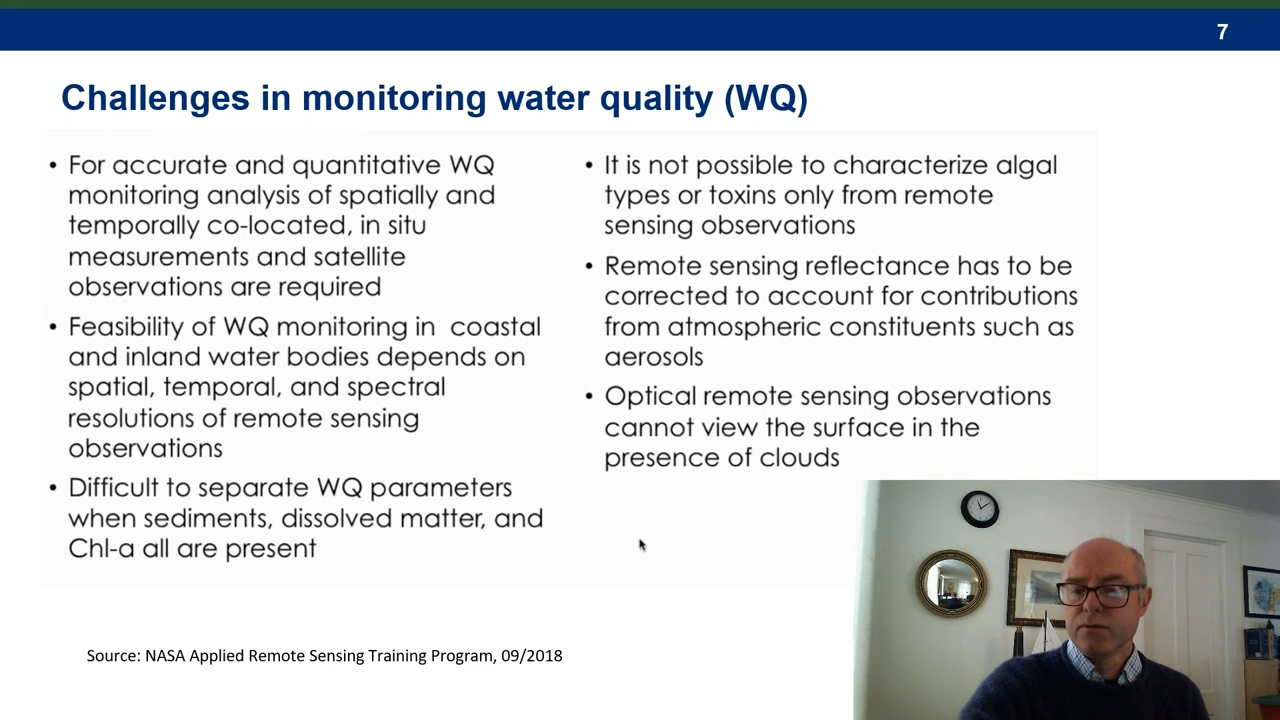 7
Challenges in monitoring water quality (WQ)
• For accurate and quantitative WQ
monitoring analysis of spatially and
temporally co-located, in situ
measurements and satellite
observations are required
• Feasibility of WQ monitoring in  coastal
and inland water bodies depends on
spatial, temporal, and spectral
resolutions of remote sensing
observations
• Difficult to separate WQ parameters
when sediments, dissolved matter, and
Chl-a all are present
• It is not possible to characterize algal
types or toxins only from remote
sensing observations
• Remote sensing reflectance has to be
corrected to account for contributions
from atmospheric constituents such as
aerosols
• Optical remote sensing observations
cannot view the surface in the
presence of clouds
Source: NASA Applied Remote Sensing Training Program, 09/2018